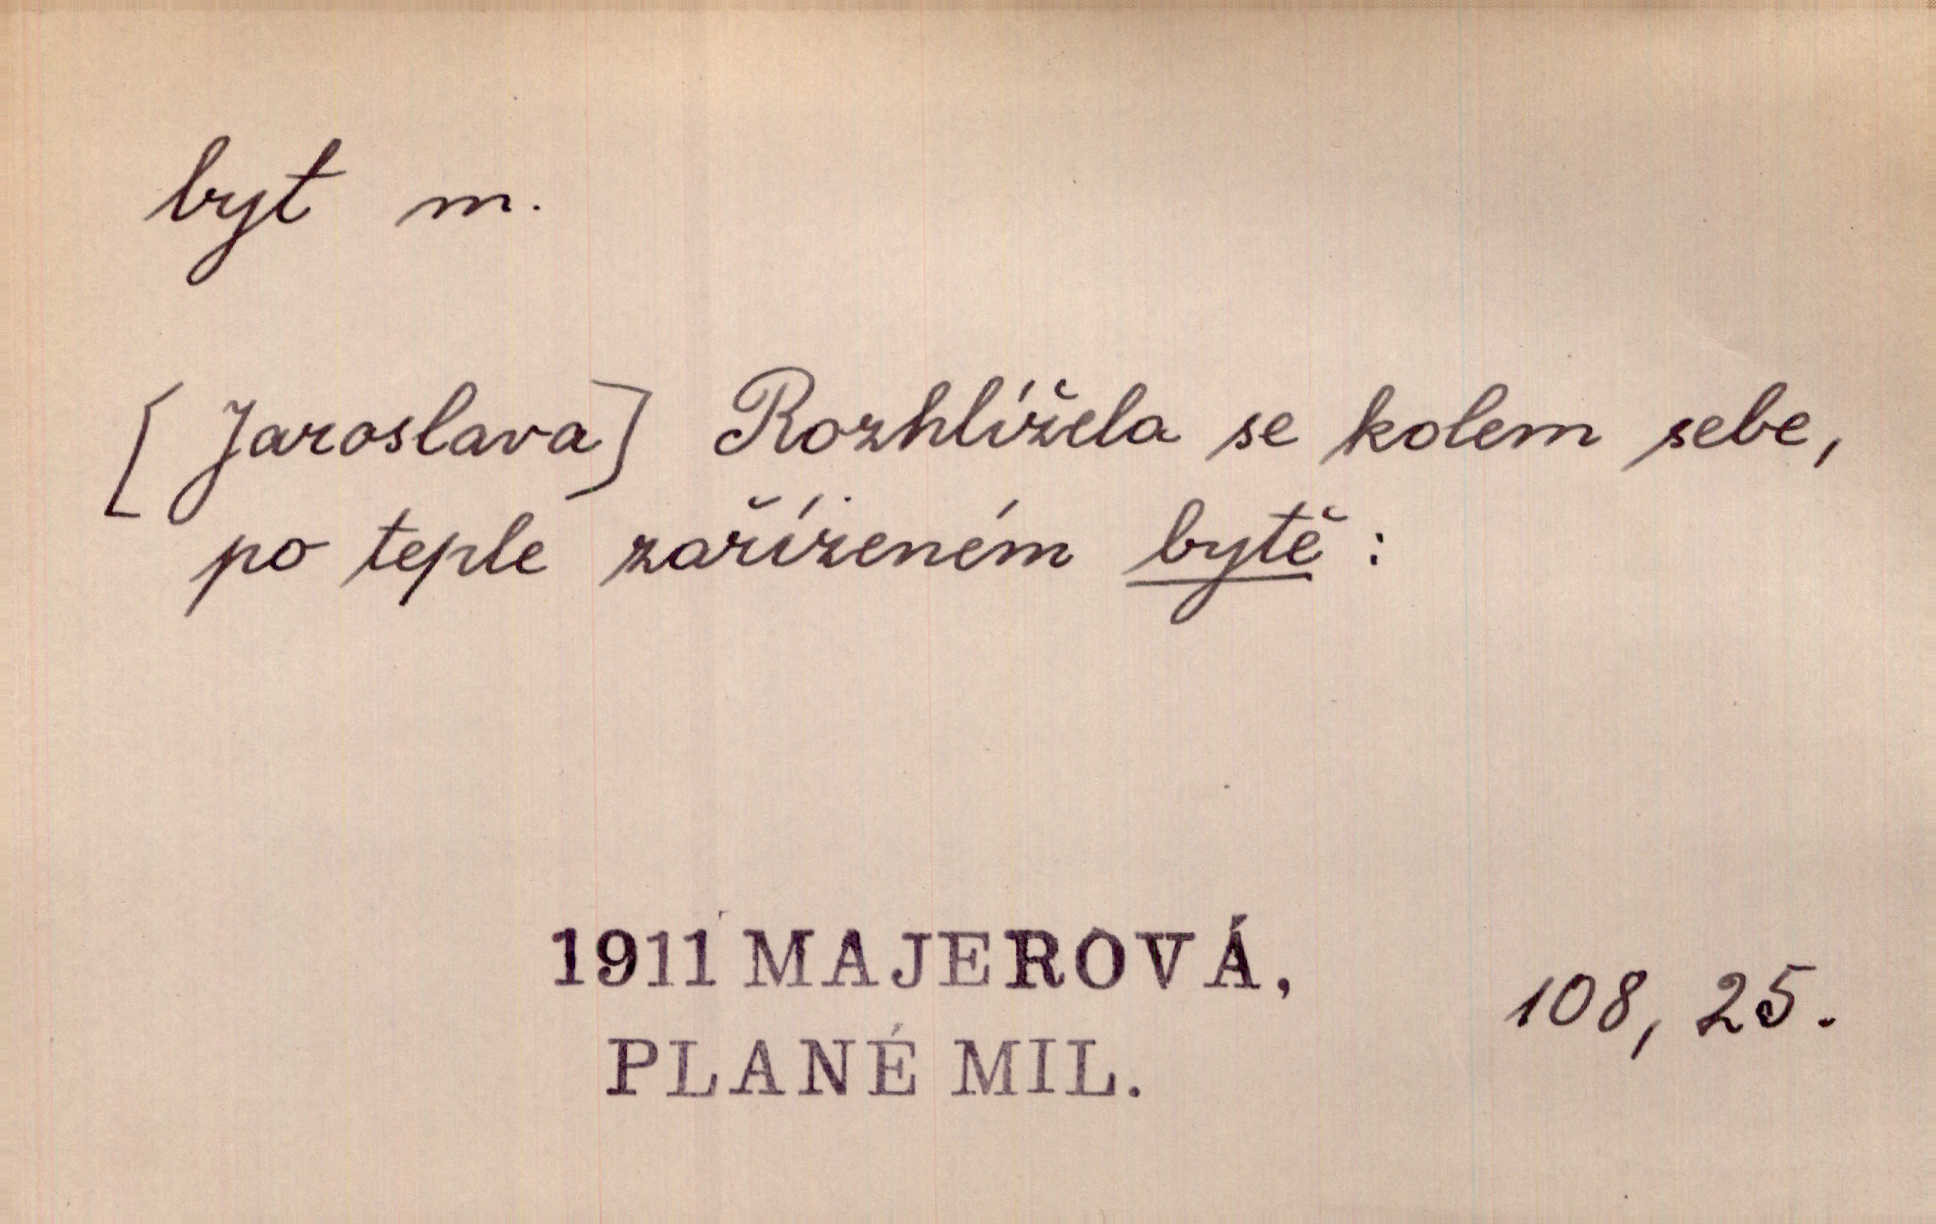 byt m.
[Jaroslava] Rozhlížela se kolem sebe,
po teple zařízeném bytě:
1911 MAJEROVÁ,
PLANÉ MIL.
108, 25.